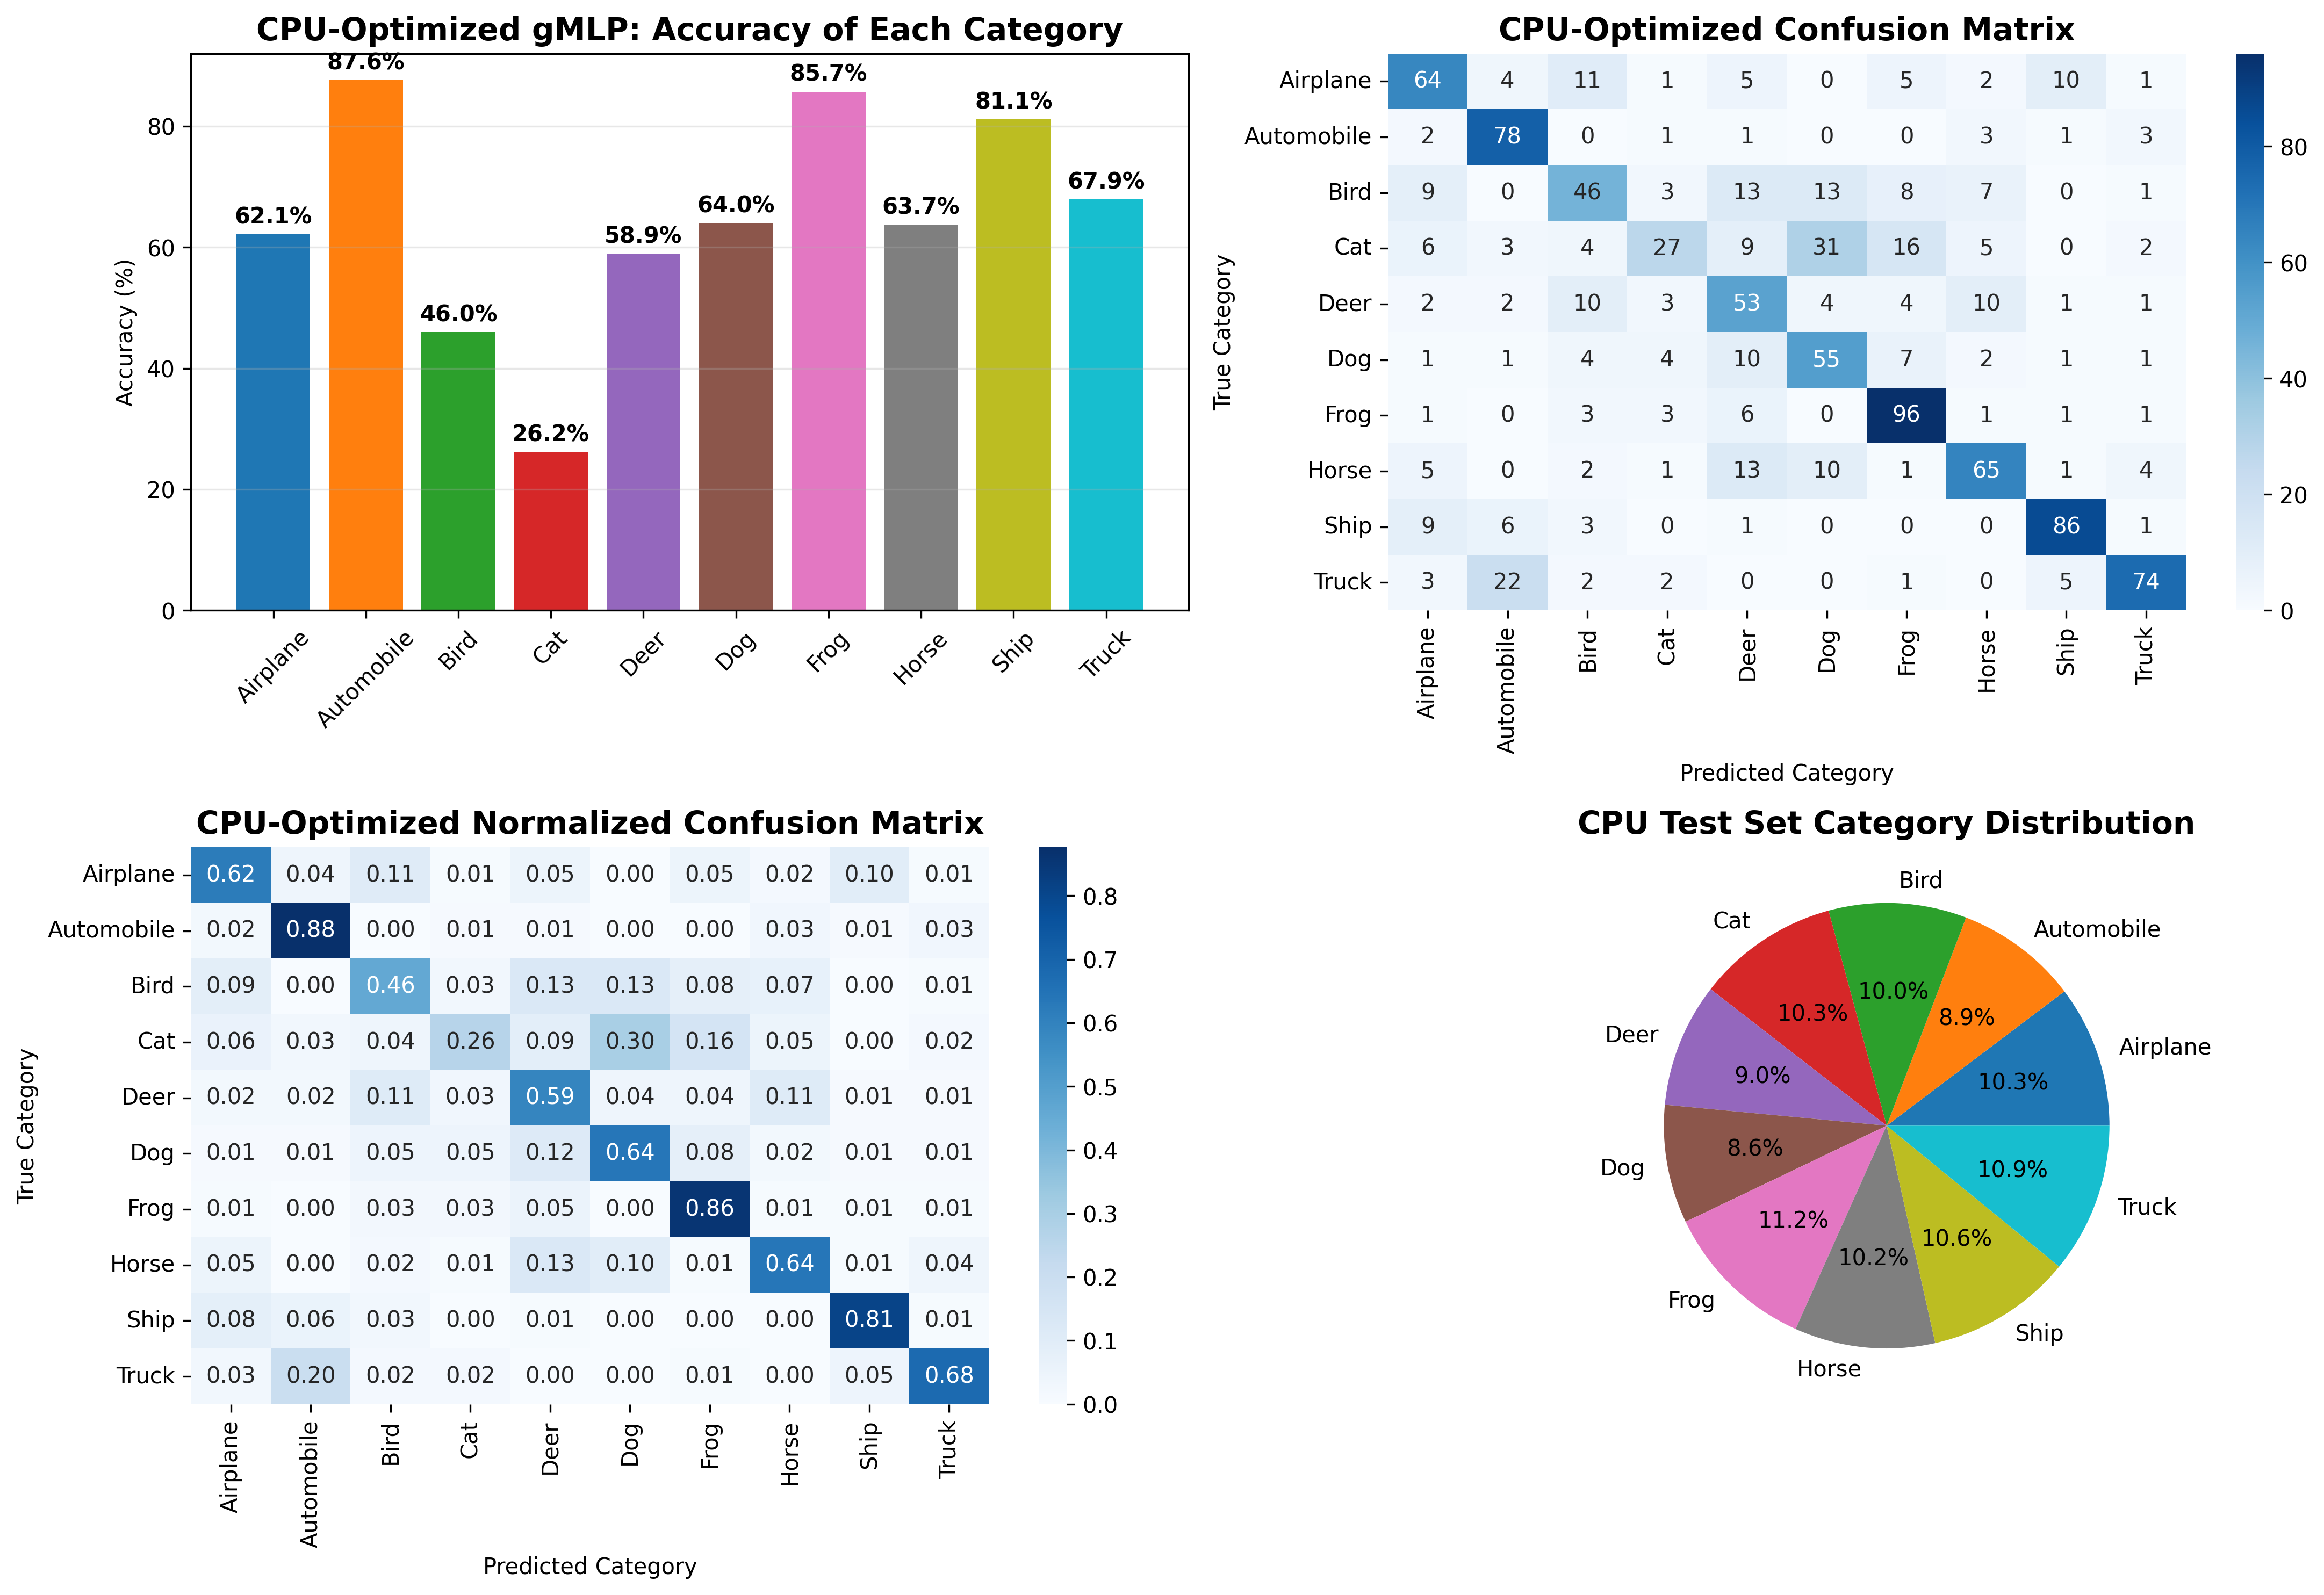 CPU-Optimized gMLP: Accuracy of Each Category
Accuracy (%)
80
60
40
20
0
62.1%
87.6%
46.0%
26.2%
58.9%
64.0%
85.7%
63.7%
81.1%
67.9%
Airplane
Automobile
Bird
Cat
Deer
Dog
Frog
Horse
Ship
Truck
CPU-Optimized Confusion Matrix
True Category
Airplane 64 4 11 1 5 0 5 2 10 1
Automobile 2 78 0 1 1 0 0 3 1 3
Bird 9 0 46 3 13 13 8 7 0 1
Cat 6 3 4 27 9 31 16 5 0 2
Deer 2 2 10 3 53 4 4 10 1 1
Dog 1 1 4 4 10 55 7 2 1 1
Frog 1 0 3 3 6 0 96 1 1 1
Horse 5 0 2 1 13 10 1 65 1 4
Ship 9 6 3 0 1 0 0 0 86 1
Truck 3 22 2 2 0 0 1 0 5 74
Airplane
Automobile
Bird
Cat
Deer
Dog
Frog
Horse
Ship
Truck
Predicted Category
80
60
40
20
0
CPU-Optimized Normalized Confusion Matrix
True Category
Airplane 0.62 0.04 0.11 0.01 0.05 0.00 0.05 0.02 0.10 0.01
Automobile 0.02 0.88 0.00 0.01 0.01 0.00 0.00 0.03 0.01 0.03
Bird 0.09 0.00 0.46 0.03 0.13 0.13 0.08 0.07 0.00 0.01
Cat 0.06 0.03 0.04 0.26 0.09 0.30 0.16 0.05 0.00 0.02
Deer 0.02 0.02 0.11 0.03 0.59 0.04 0.04 0.11 0.01 0.01
Dog 0.01 0.01 0.05 0.05 0.12 0.64 0.08 0.02 0.01 0.01
Frog 0.01 0.00 0.03 0.03 0.05 0.00 0.86 0.01 0.01 0.01
Horse 0.05 0.00 0.02 0.01 0.13 0.10 0.01 0.64 0.01 0.04
Ship 0.08 0.06 0.03 0.00 0.01 0.00 0.00 0.00 0.81 0.01
Truck 0.03 0.20 0.02 0.02 0.00 0.00 0.01 0.00 0.05 0.68
Airplane
Automobile
Bird
Cat
Deer
Dog
Frog
Horse
Ship
Truck
Predicted Category
0.8
0.7
0.6
0.5
0.4
0.3
0.2
0.1
0.0
CPU Test Set Category Distribution
Airplane
10.3%
Automobile
8.9%
Bird
10.0%
Cat
10.3%
Deer
9.0%
Dog
8.6%
Frog
11.2%
Horse
10.2%
Ship
10.6%
Truck
10.9%